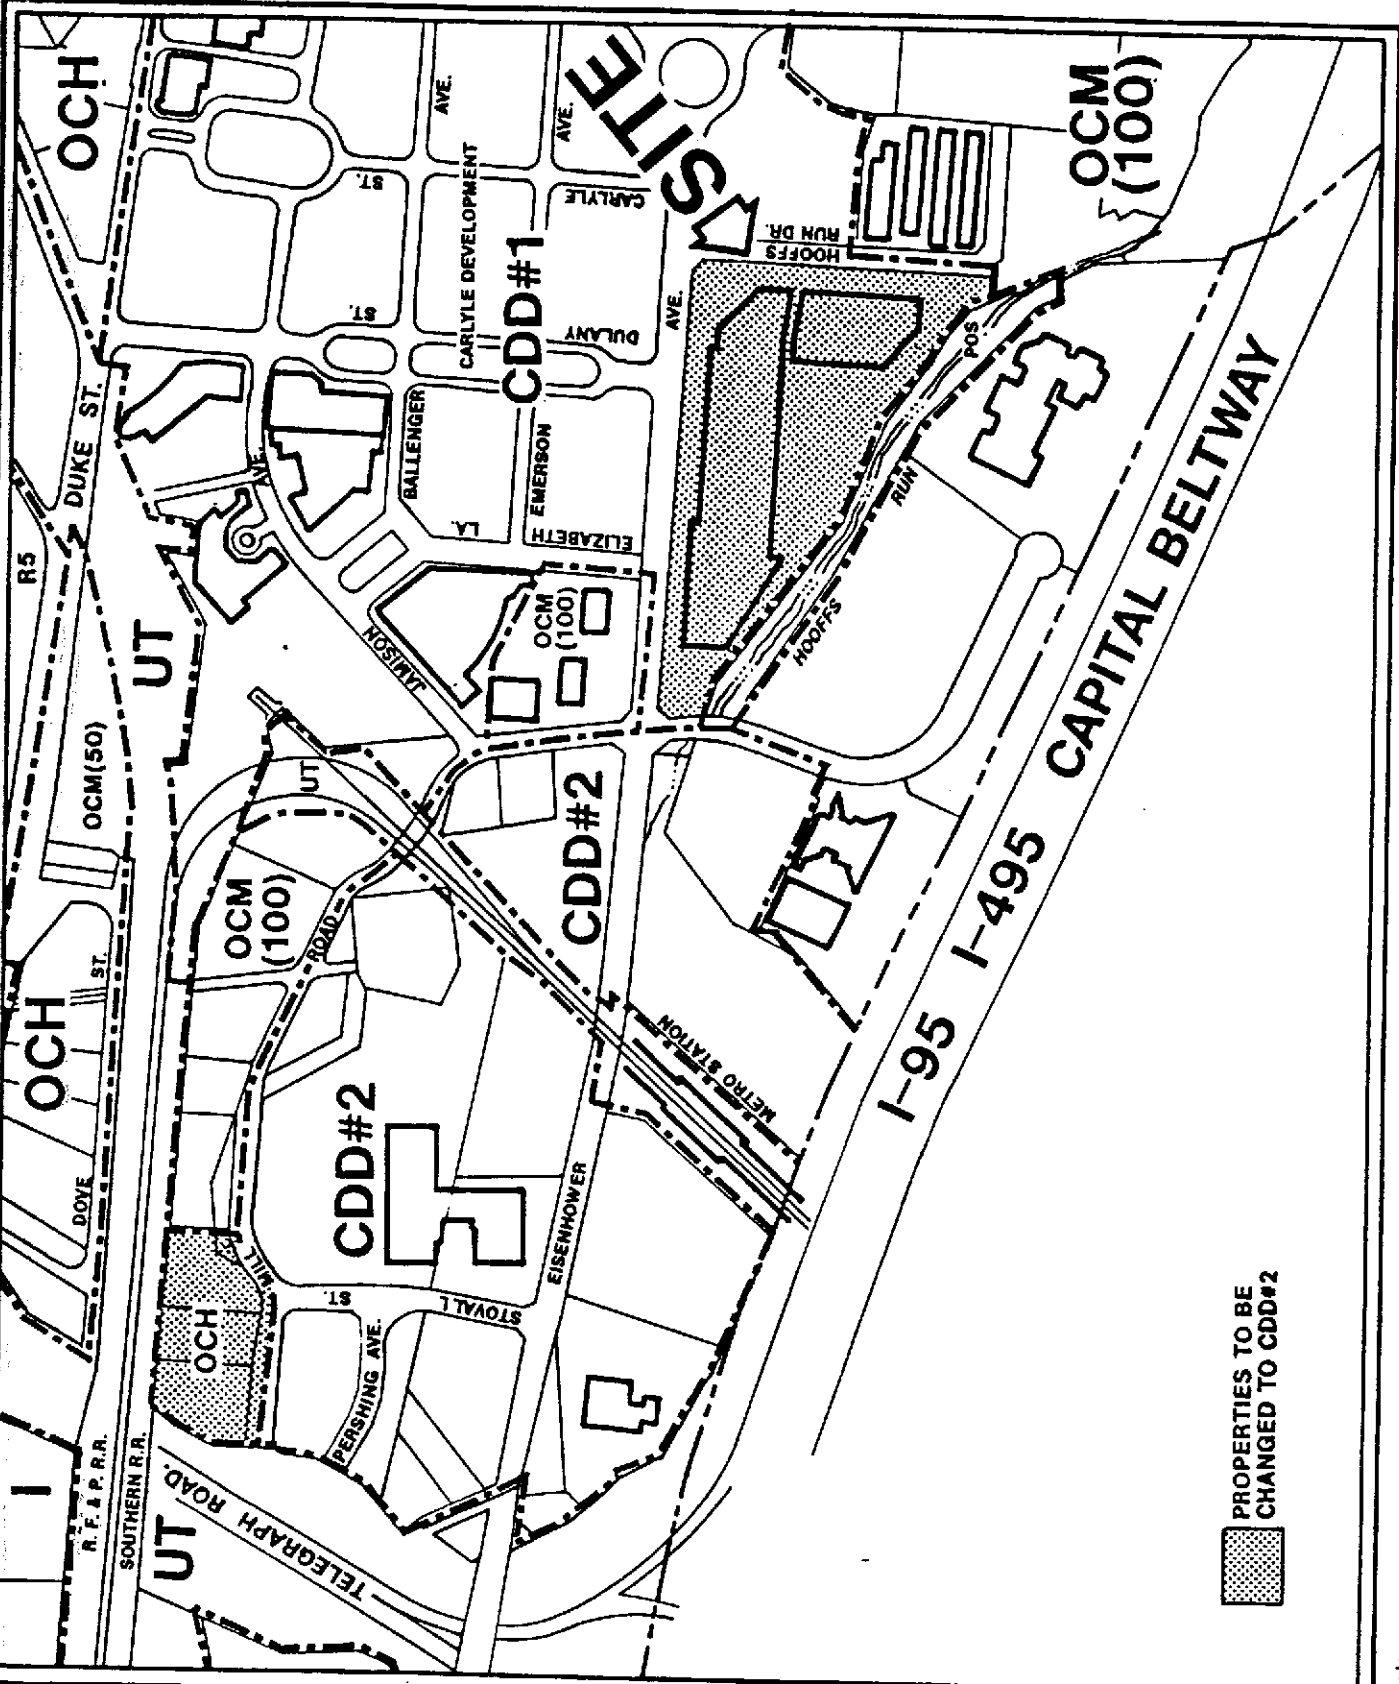 OCH
R5
DUKE ST.
UT
OCM(50)
OCH
DOVE
ST.
I
R. F. & P. R.R.
SOUTHERN R.R.
UT
TELEGRAPH ROAD.
OCH
MILL
ROAD
OCM
(100)
UT
CDD#2
ST.
STOVALL
PERSHING AVE.
EISENHOWER
AVE.
CDD#2
METRO STATION
JAMISON
AVE.
OCM
(100)
ELIZABETH
LA.
BALLENGER
AVE.
EMERSON
AVE.
CARLYLE DEVELOPMENT
CDD#1
DULANY
ST.
CARLYLE
ST.
SITE
HOOFFS
RUN DR.
OCM
(100)
POS
HOOFFS
RUN
I-95 I-495 CAPITAL BELTWAY
PROPERTIES TO BE
CHANGED TO CDD#2